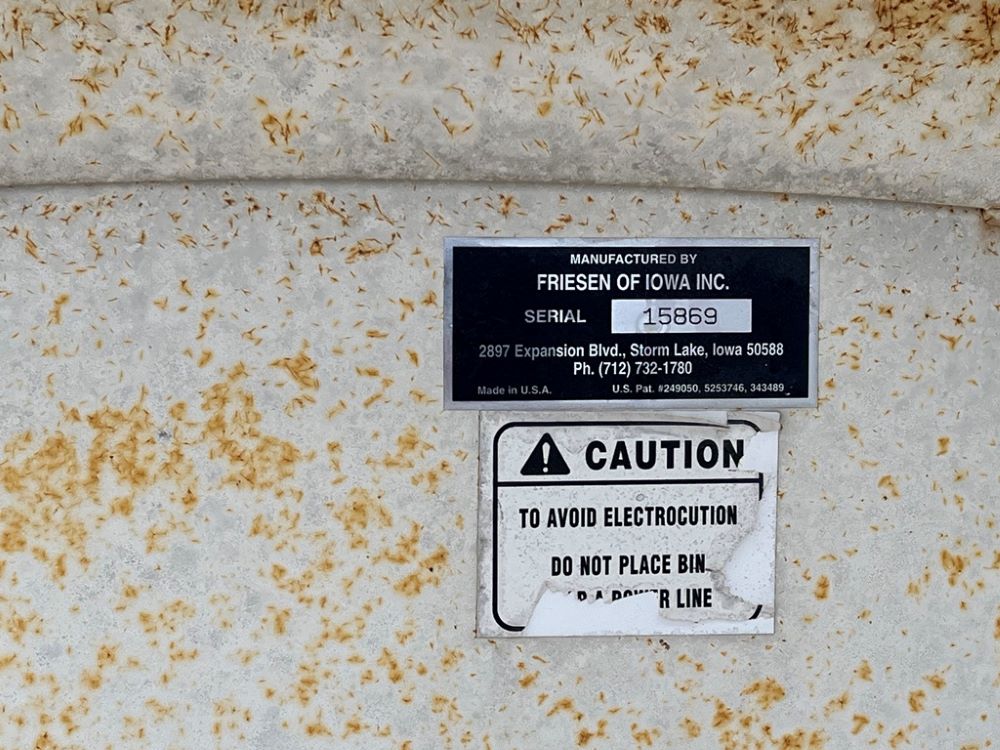 MANUFACTURED BY
FRIESEN OF IOWA INC.
SERIAL 15869
2897 Expansion Blvd., Storm Lake, Iowa 50588
Ph. (712) 732-1780
Made in U.S.A. U.S. Pat. #249050, 5253746, 343489
CAUTION
TO AVOID ELECTROCUTION
DO NOT PLACE BIN
A POWER LINE